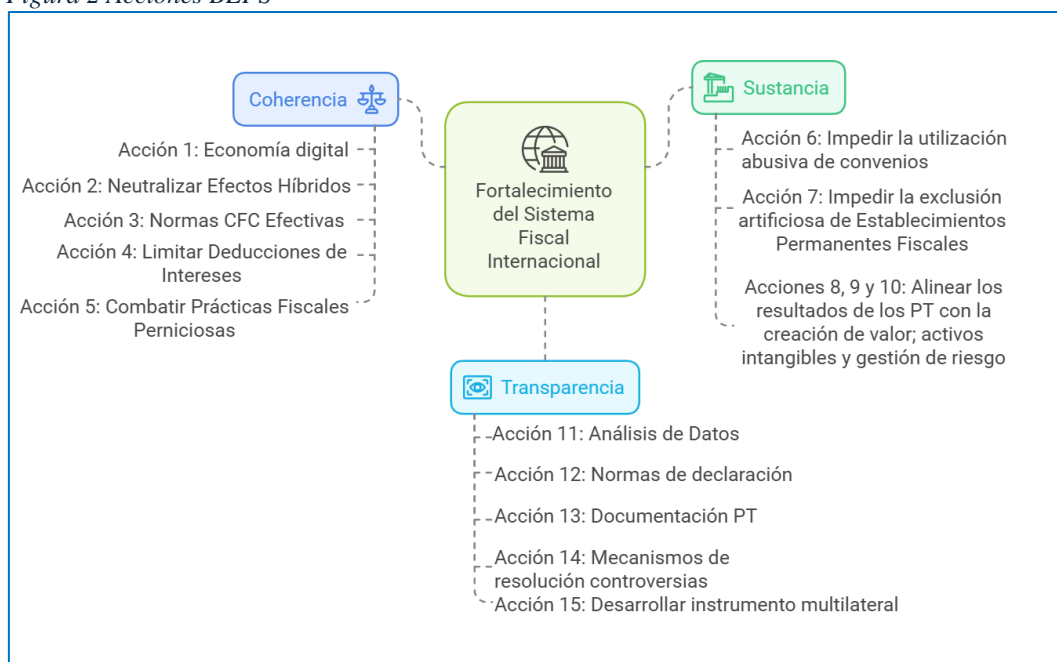 Figura 2 Acciones BEPS
Coherencia
Acción 1: Economía digital
Acción 2: Neutralizar Efectos Híbridos
Acción 3: Normas CFC Efectivas
Acción 4: Limitar Deducciones de
Intereses
Acción 5: Combatir Prácticas Fiscales
Perniciosas
Fortalecimiento
del Sistema
Fiscal
Internacional
Sustancia
Acción 6: Impedir la utilización
abusiva de convenios
Acción 7: Impedir la exclusión
artificiosa de Establecimientos
Permanentes Fiscales
Acciones 8, 9 y 10: Alinear los
resultados de los PT con la
creación de valor; activos
intangibles y gestión de riesgo
Transparencia
Acción 11: Análisis de Datos
Acción 12: Normas de declaración
Acción 13: Documentación PT
Acción 14: Mecanismos de
resolución controversias
Acción 15: Desarrollar instrumento multilateral